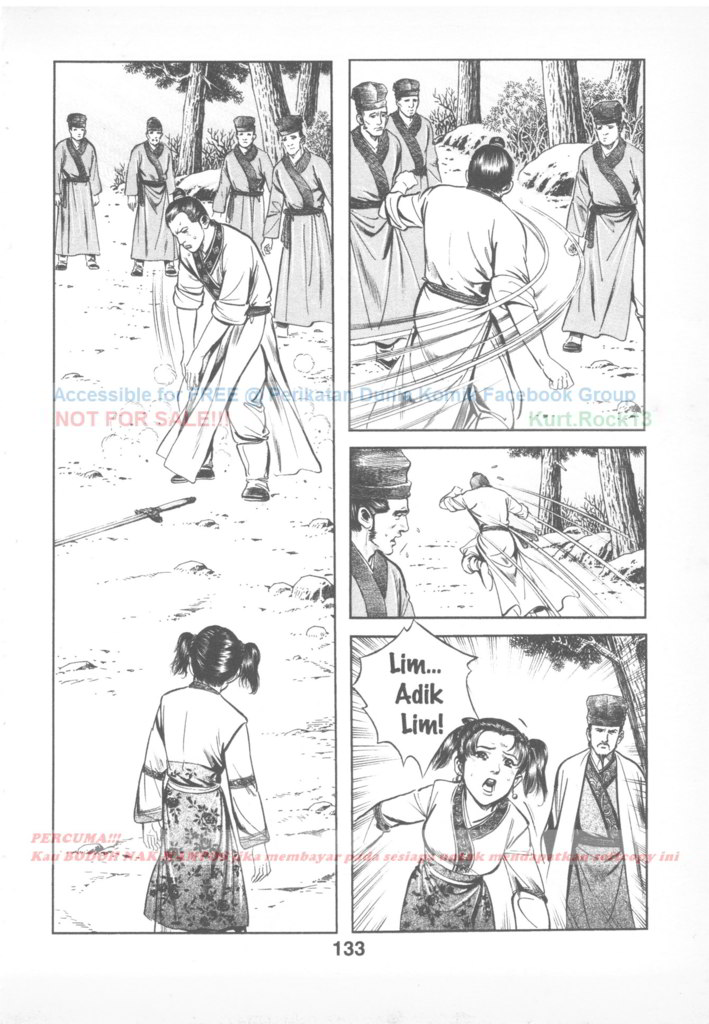 Accessible for FREE @ Perikatan Dunia Komik Facebook Group
NOT FOR SALE!!!
Kurt.Rock13
Lim...
Adik
Lim!
PERCUMA!!!
Kau BODOH NAK MAMPUS jika membayar pada sesiapa untuk mendapatkan softcopy ini
133